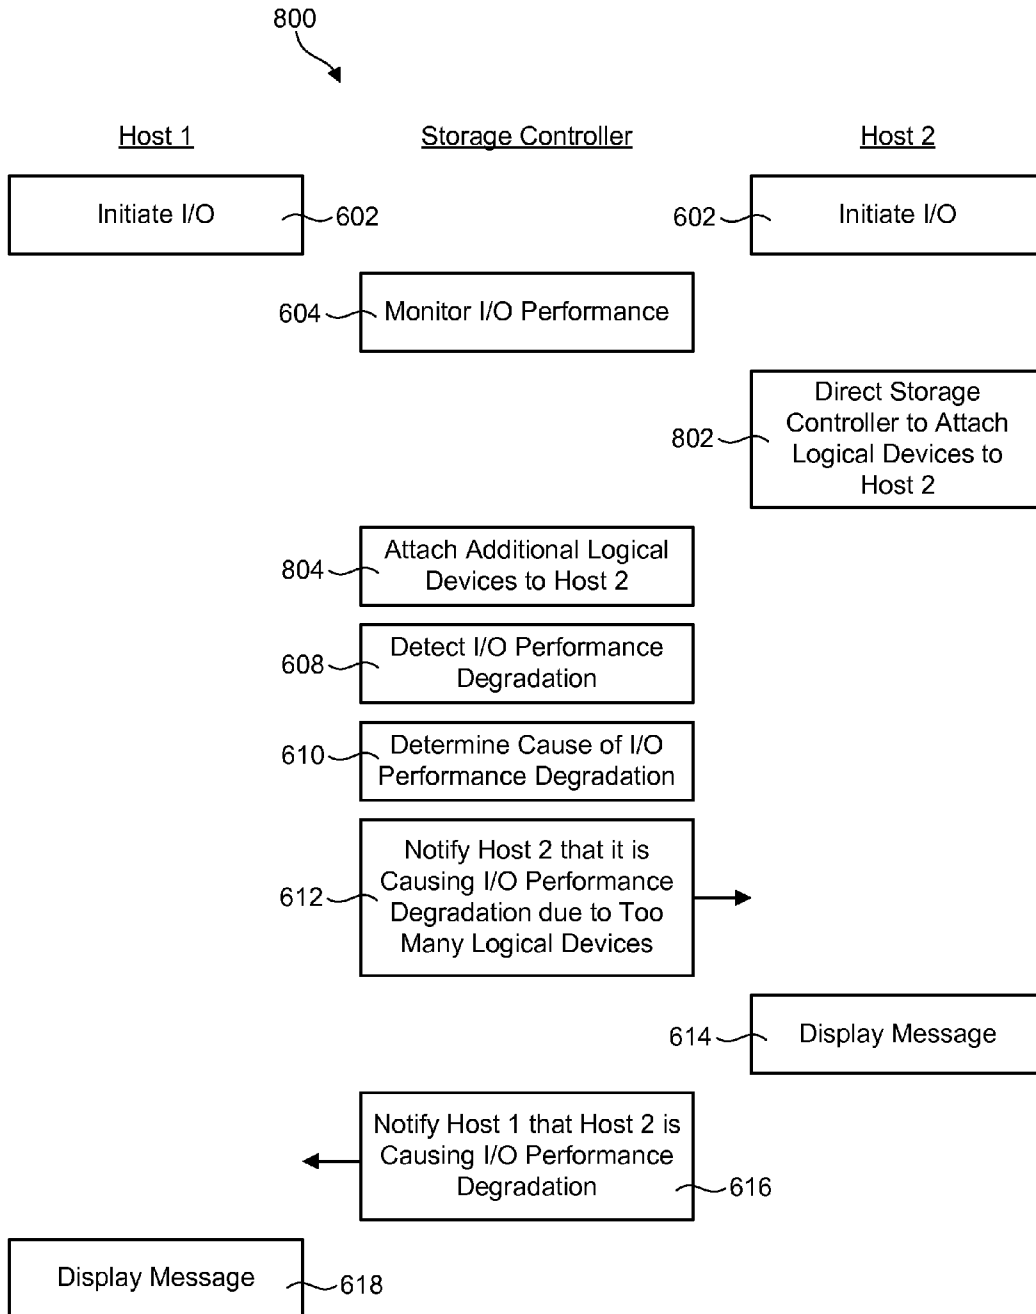 800
Host 1
Storage Controller
Host 2
Initiate I/O
602
602
Initiate I/O
604
Monitor I/O Performance
802
Direct Storage
Controller to Attach
Logical Devices to
Host 2
804
Attach Additional Logical
Devices to Host 2
608
Detect I/O Performance
Degradation
610
Determine Cause of I/O
Performance Degradation
612
Notify Host 2 that it is
Causing I/O Performance
Degradation due to Too
Many Logical Devices
614
Display Message
Notify Host 1 that Host 2 is
Causing I/O Performance
Degradation
616
Display Message
618